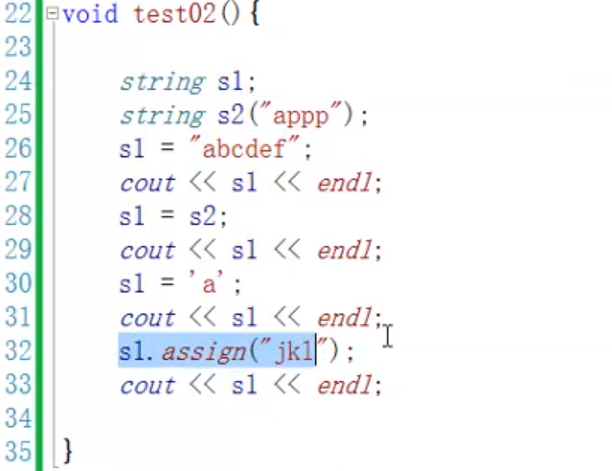 22 void test02(){
23
24 string s1;
25 string s2("appp");
26 s1 = "abcdef";
27 cout << s1 << endl;
28 s1 = s2;
29 cout << s1 << endl;
30 s1 = 'a';
31 cout << s1 << endl;
32 s1.assign("jkl");
33 cout << s1 << endl;
34
35 }